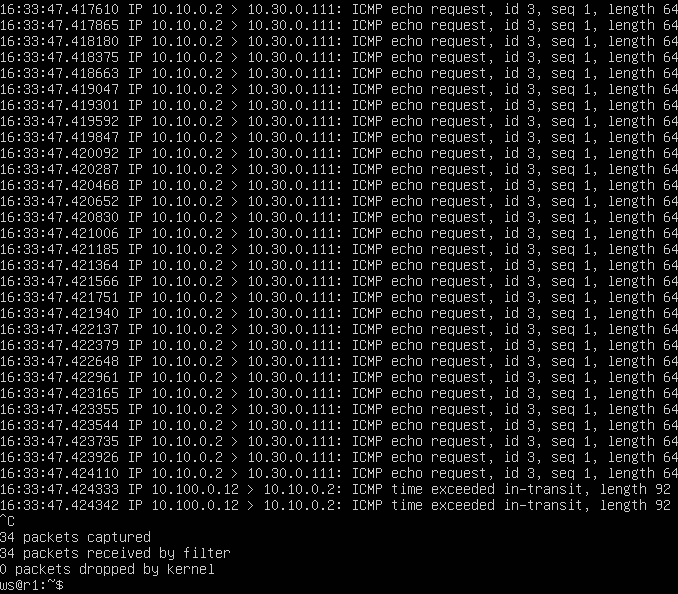 16:33:47.417610 IP 10.10.0.2 > 10.30.0.111: ICMP echo request, id 3, seq 1, length 64
16:33:47.417865 IP 10.10.0.2 > 10.30.0.111: ICMP echo request, id 3, seq 1, length 64
16:33:47.418180 IP 10.10.0.2 > 10.30.0.111: ICMP echo request, id 3, seq 1, length 64
16:33:47.418375 IP 10.10.0.2 > 10.30.0.111: ICMP echo request, id 3, seq 1, length 64
16:33:47.418663 IP 10.10.0.2 > 10.30.0.111: ICMP echo request, id 3, seq 1, length 64
16:33:47.419047 IP 10.10.0.2 > 10.30.0.111: ICMP echo request, id 3, seq 1, length 64
16:33:47.419301 IP 10.10.0.2 > 10.30.0.111: ICMP echo request, id 3, seq 1, length 64
16:33:47.419592 IP 10.10.0.2 > 10.30.0.111: ICMP echo request, id 3, seq 1, length 64
16:33:47.419847 IP 10.10.0.2 > 10.30.0.111: ICMP echo request, id 3, seq 1, length 64
16:33:47.420092 IP 10.10.0.2 > 10.30.0.111: ICMP echo request, id 3, seq 1, length 64
16:33:47.420287 IP 10.10.0.2 > 10.30.0.111: ICMP echo request, id 3, seq 1, length 64
16:33:47.420468 IP 10.10.0.2 > 10.30.0.111: ICMP echo request, id 3, seq 1, length 64
16:33:47.420652 IP 10.10.0.2 > 10.30.0.111: ICMP echo request, id 3, seq 1, length 64
16:33:47.420830 IP 10.10.0.2 > 10.30.0.111: ICMP echo request, id 3, seq 1, length 64
16:33:47.421006 IP 10.10.0.2 > 10.30.0.111: ICMP echo request, id 3, seq 1, length 64
16:33:47.421185 IP 10.10.0.2 > 10.30.0.111: ICMP echo request, id 3, seq 1, length 64
16:33:47.421364 IP 10.10.0.2 > 10.30.0.111: ICMP echo request, id 3, seq 1, length 64
16:33:47.421566 IP 10.10.0.2 > 10.30.0.111: ICMP echo request, id 3, seq 1, length 64
16:33:47.421751 IP 10.10.0.2 > 10.30.0.111: ICMP echo request, id 3, seq 1, length 64
16:33:47.421940 IP 10.10.0.2 > 10.30.0.111: ICMP echo request, id 3, seq 1, length 64
16:33:47.422137 IP 10.10.0.2 > 10.30.0.111: ICMP echo request, id 3, seq 1, length 64
16:33:47.422379 IP 10.10.0.2 > 10.30.0.111: ICMP echo request, id 3, seq 1, length 64
16:33:47.422648 IP 10.10.0.2 > 10.30.0.111: ICMP echo request, id 3, seq 1, length 64
16:33:47.422961 IP 10.10.0.2 > 10.30.0.111: ICMP echo request, id 3, seq 1, length 64
16:33:47.423165 IP 10.10.0.2 > 10.30.0.111: ICMP echo request, id 3, seq 1, length 64
16:33:47.423355 IP 10.10.0.2 > 10.30.0.111: ICMP echo request, id 3, seq 1, length 64
16:33:47.423544 IP 10.10.0.2 > 10.30.0.111: ICMP echo request, id 3, seq 1, length 64
16:33:47.423735 IP 10.10.0.2 > 10.30.0.111: ICMP echo request, id 3, seq 1, length 64
16:33:47.423926 IP 10.10.0.2 > 10.30.0.111: ICMP echo request, id 3, seq 1, length 64
16:33:47.424110 IP 10.10.0.2 > 10.30.0.111: ICMP echo request, id 3, seq 1, length 64
16:33:47.424333 IP 10.100.0.12 > 10.10.0.2: ICMP time exceeded in-transit, length 92
16:33:47.424342 IP 10.100.0.12 > 10.10.0.2: ICMP time exceeded in-transit, length 92
^C
34 packets captured
34 packets received by filter
0 packets dropped by kernel
ws@r1:~$